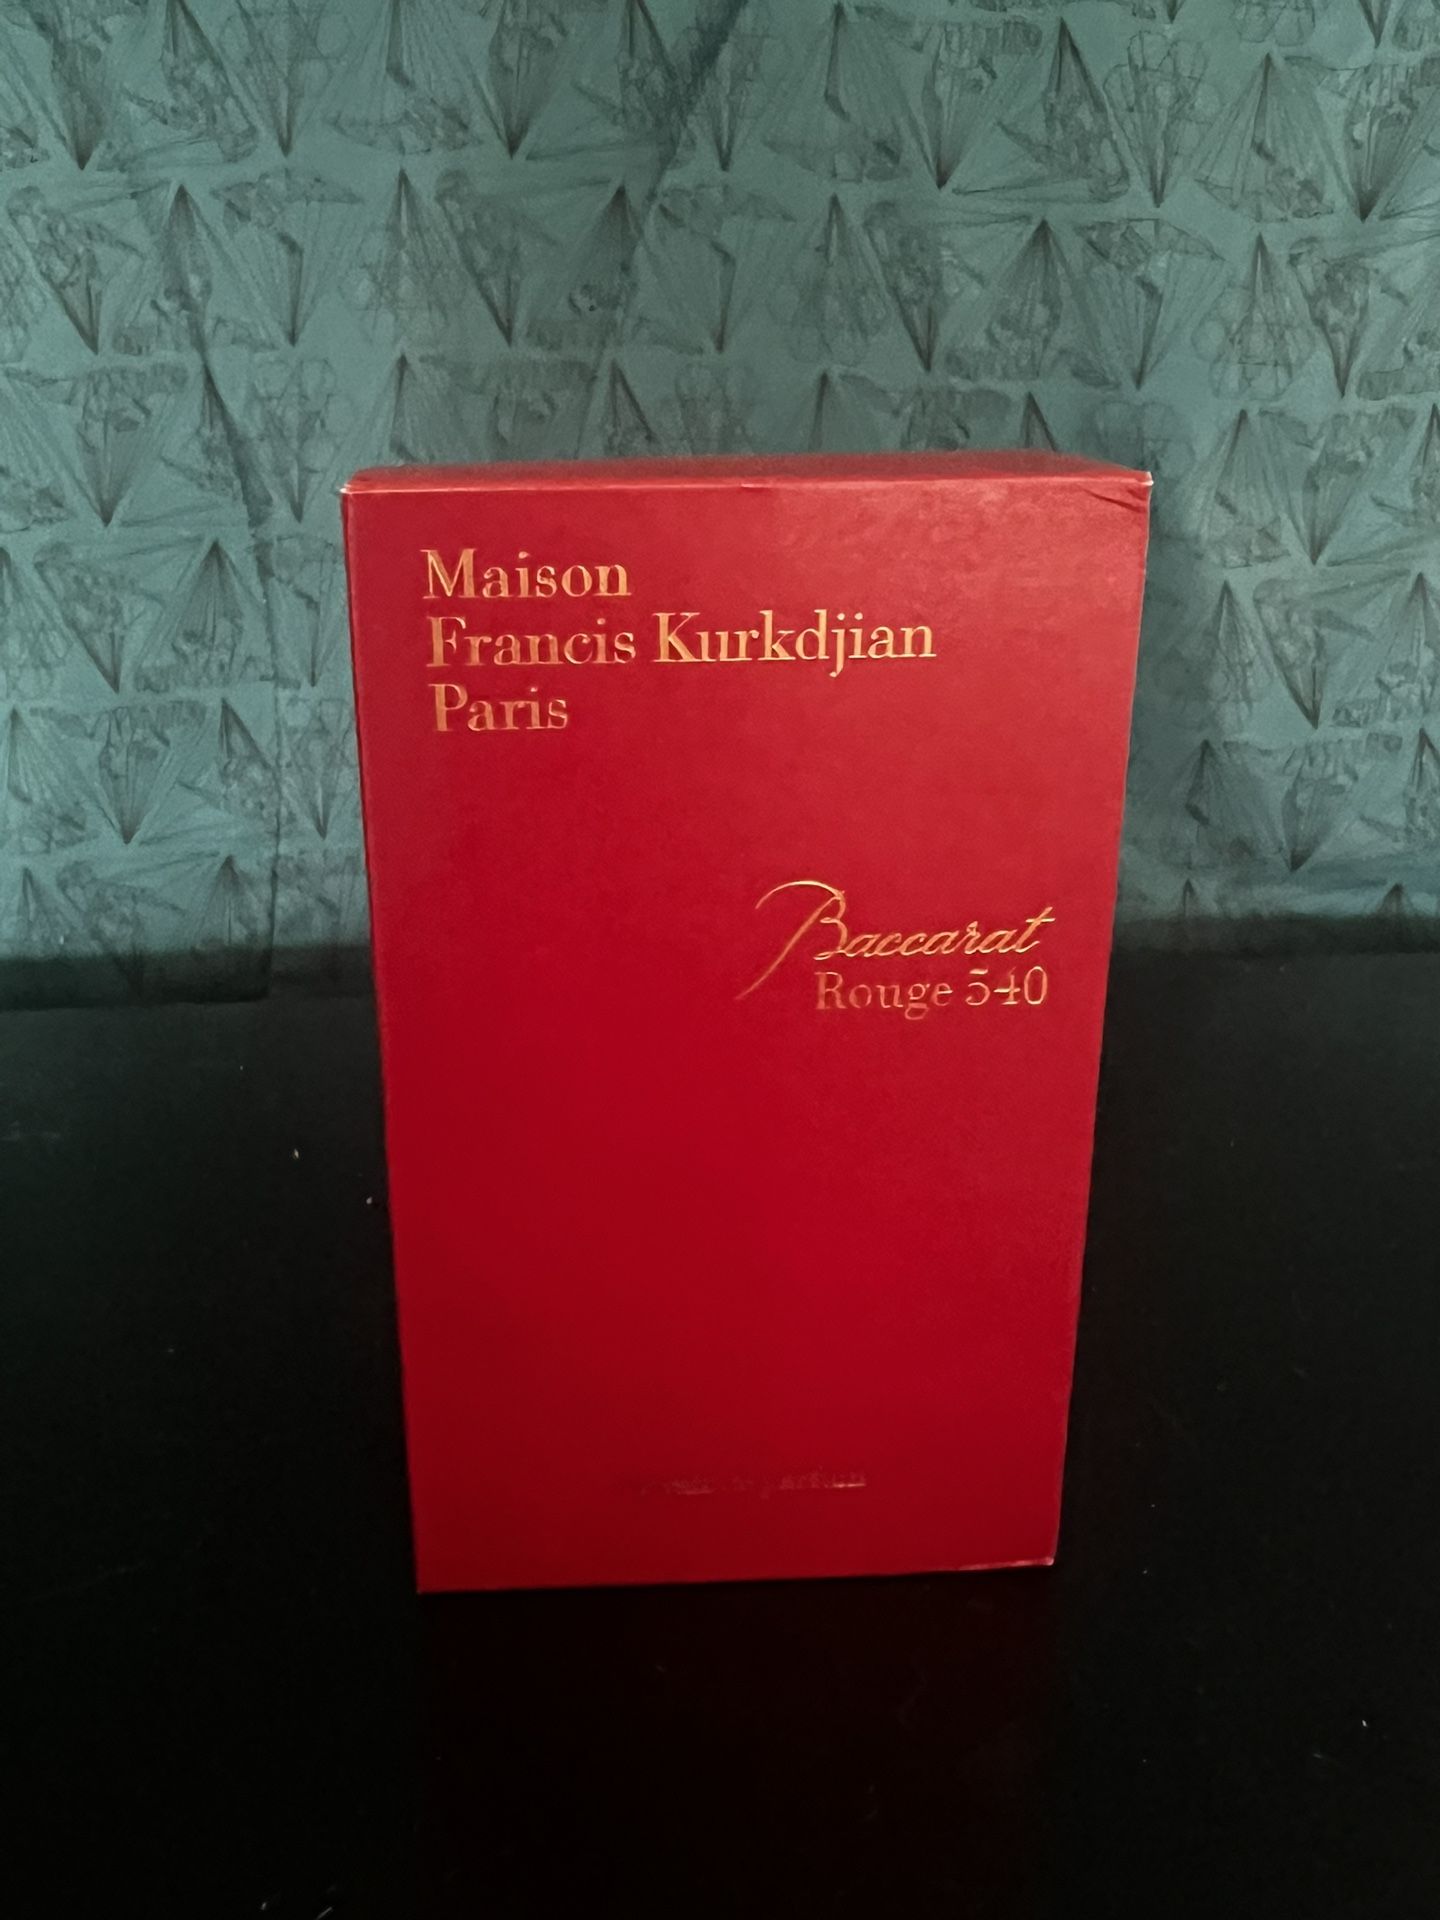 Maison
Francis Kurkdjian
Paris
Baccarat
Rouge 540